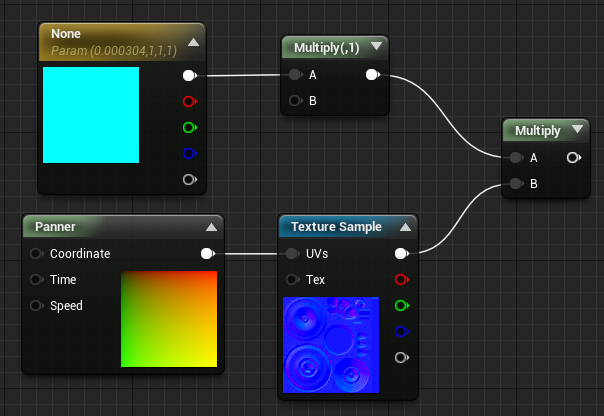 None
Param (0.000304,1,1,1)
Multiply(,1)
A
B
Multiply
A
B
Panner
Coordinate
Time
Speed
Texture Sample
UVs
Tex